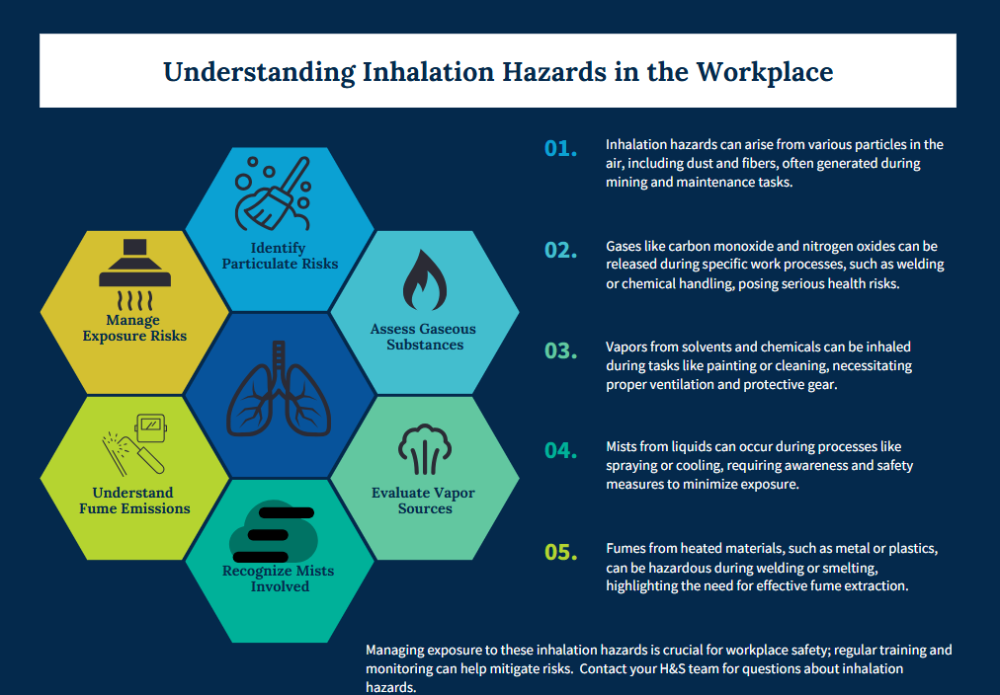 Understanding Inhalation Hazards in the Workplace
Identify
Particulate Risks
Manage
Exposure Risks
Assess Gaseous
Substances
Understand
Fume Emissions
Evaluate Vapor
Sources
Recognize Mists
Involved
01.
Inhalation hazards can arise from various particles in the
air, including dust and fibers, often generated during
mining and maintenance tasks.
02.
Gases like carbon monoxide and nitrogen oxides can be
released during specific work processes, such as welding
or chemical handling, posing serious health risks.
03.
Vapors from solvents and chemicals can be inhaled
during tasks like painting or cleaning, necessitating
proper ventilation and protective gear.
04.
Mists from liquids can occur during processes like
spraying or cooling, requiring awareness and safety
measures to minimize exposure.
05.
Fumes from heated materials, such as metal or plastics,
can be hazardous during welding or smelting,
highlighting the need for effective fume extraction.
Managing exposure to these inhalation hazards is crucial for workplace safety; regular training and
monitoring can help mitigate risks.  Contact your H&S team for questions about inhalation
hazards.